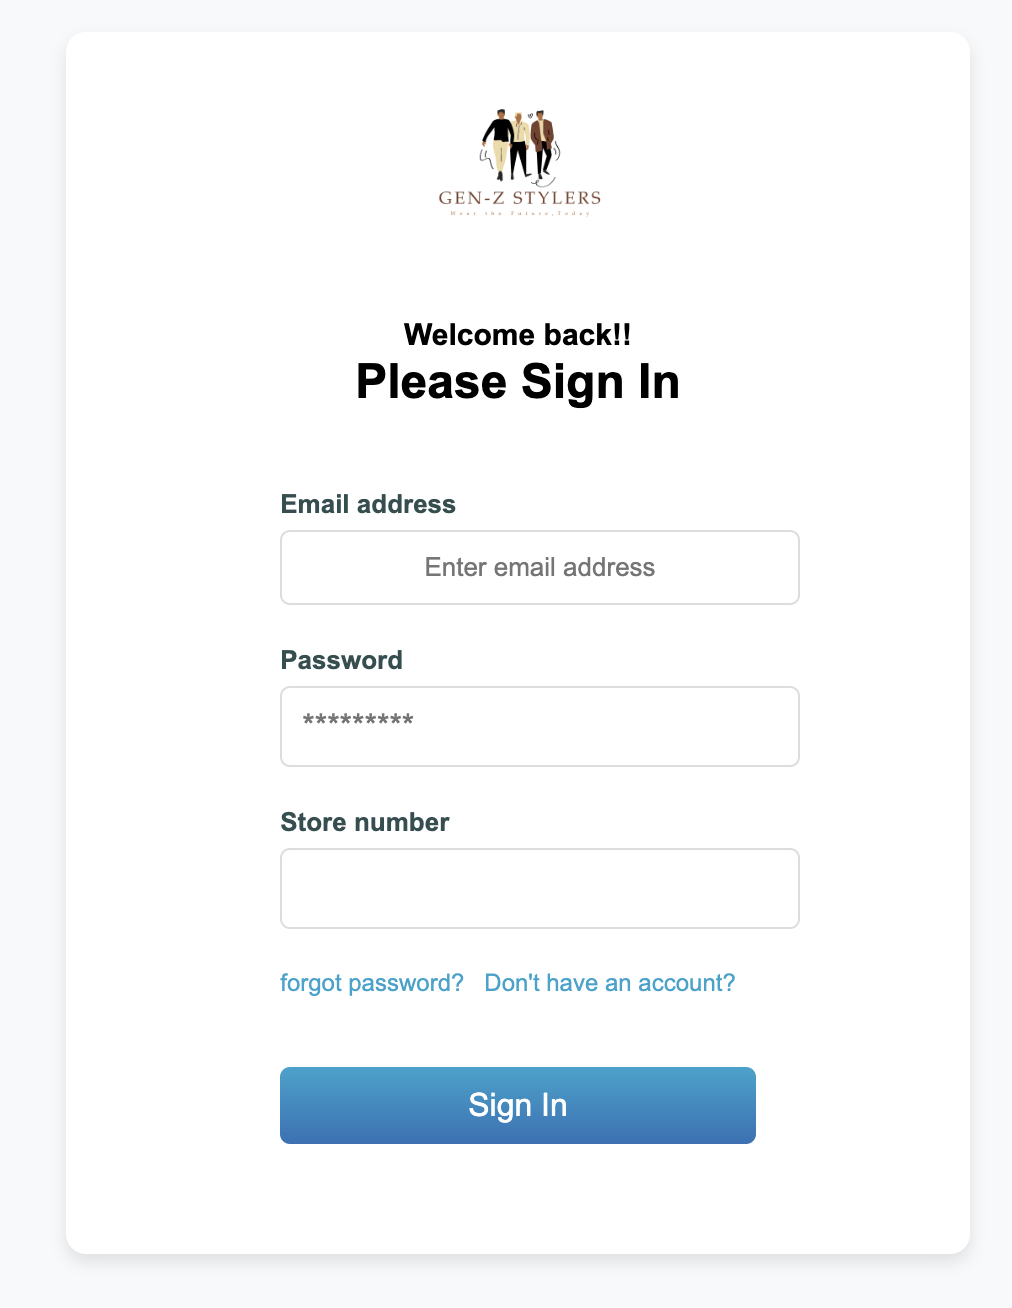 GEN-Z STYLERS
Wear the Future,Today
Welcome back!!
Please Sign In
Email address
Enter email address
Password
*********
Store number
forgot password? Don't have an account?
Sign In